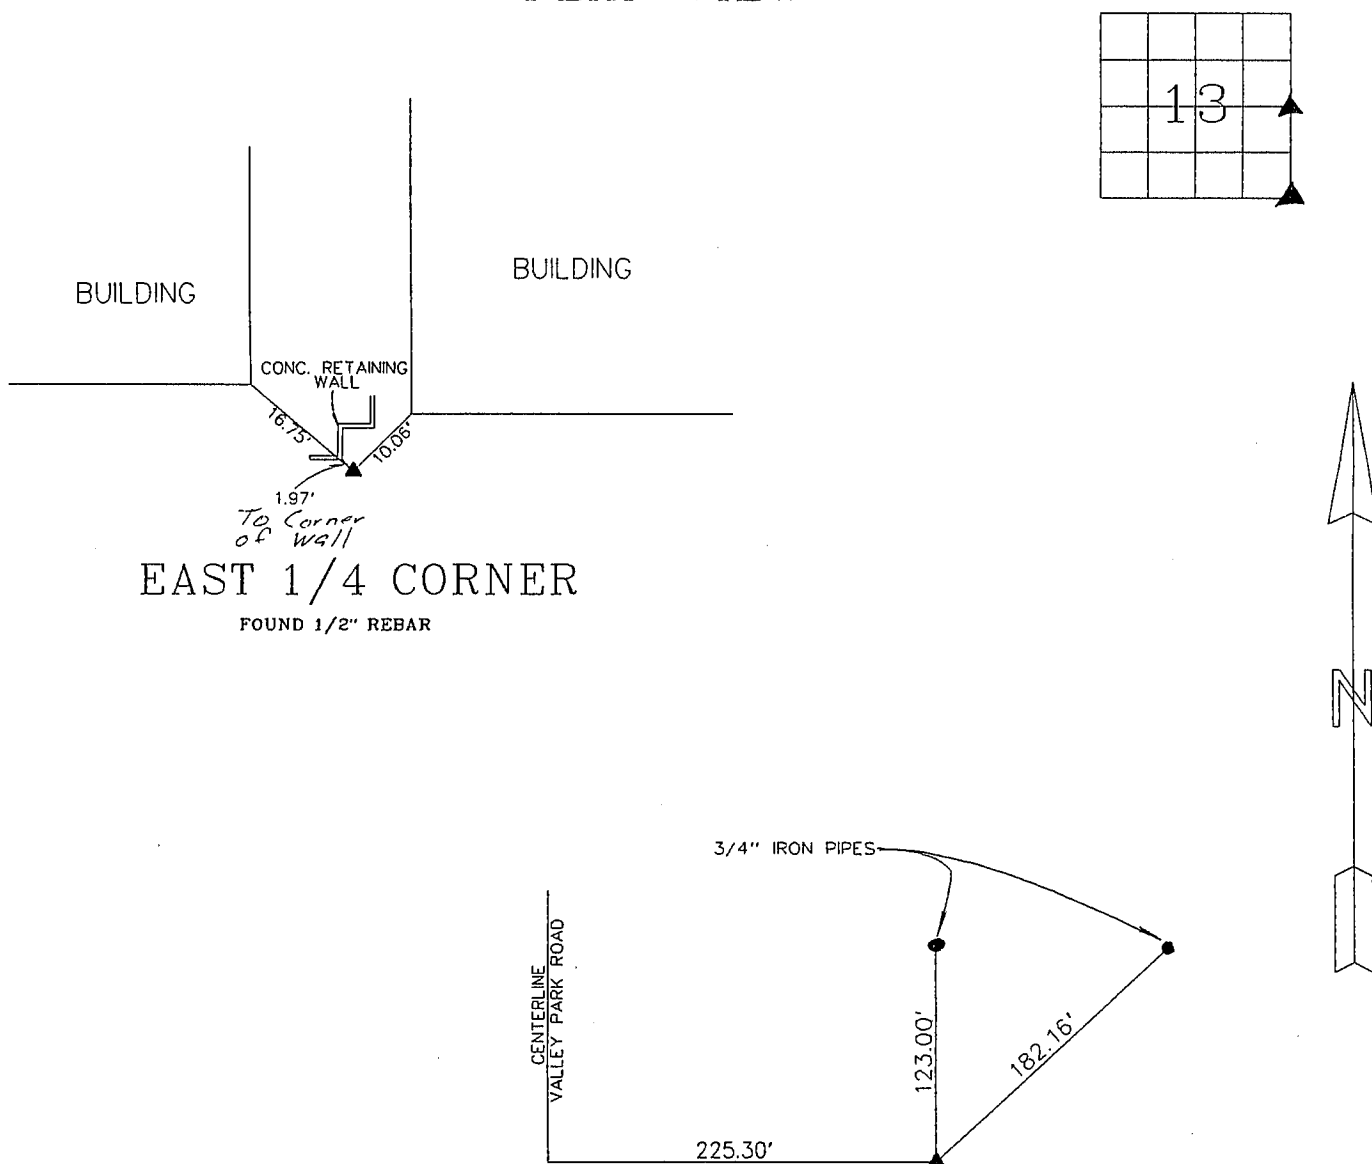 13
BUILDING
BUILDING
CONC. RETAINING
WALL
16.75'
10.06'
1.97'
To Corner
of Wall
EAST 1/4 CORNER
FOUND 1/2" REBAR
N
3/4" IRON PIPES
CENTERLINE
VALLEY PARK ROAD
123.00'
182.16'
225.30'